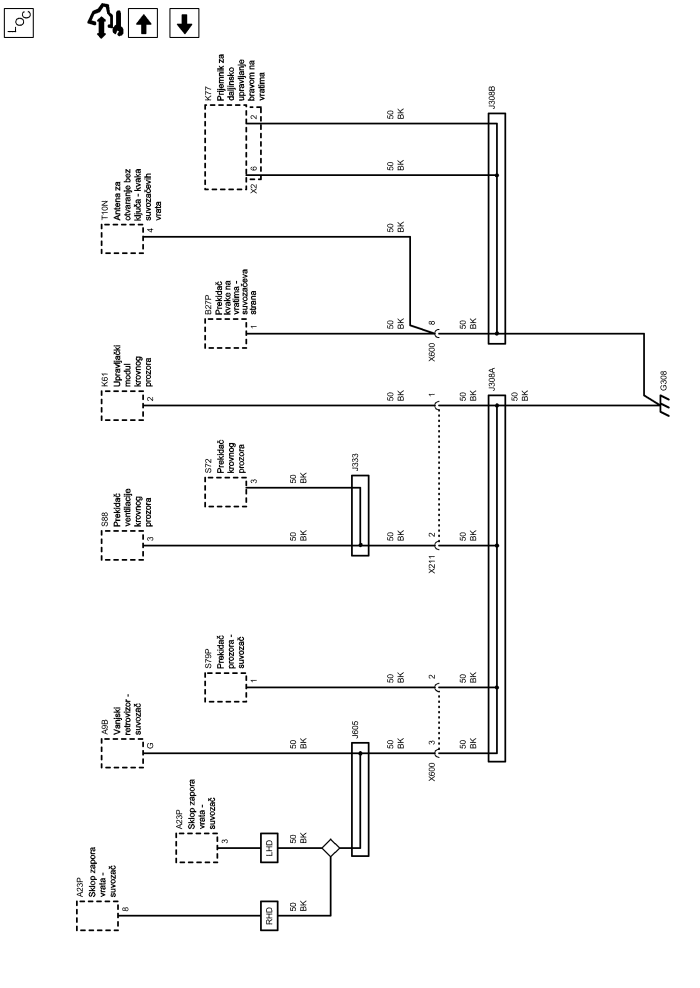 LOC
K77
Prijemnik za
daljinsko
upravljanje
bravom na
vratima
2
6
X2
50
BK
50
BK
J308B
T10N
Antena za
otvaranje bez
ključa - kvaka
suvozačevih
vrata
4
50
BK
B27P
Prekidač
kvake na
vratima -
suvozačeva
strana
1
50
BK
8
X600
50
BK
K61
Upravljački
modul
krovnog
prozora
2
50
BK
1
50
BK
J308A
50
BK
G308
S72
Prekidač
krovnog
prozora
3
50
BK
J333
S88
Prekidač
ventilacije
krovnog
prozora
3
50
BK
50
BK
2
X211
50
BK
S79P
Prekidač
prozora -
suvozač
1
50
BK
2
50
BK
A9B
Vanjski
retrovizor -
suvozač
G
50
BK
J605
50
BK
3
X600
50
BK
A23P
Sklop zapora
vrata -
suvozač
3
LHD
50
BK
A23P
Sklop zapora
vrata -
suvozač
8
RHD
50
BK